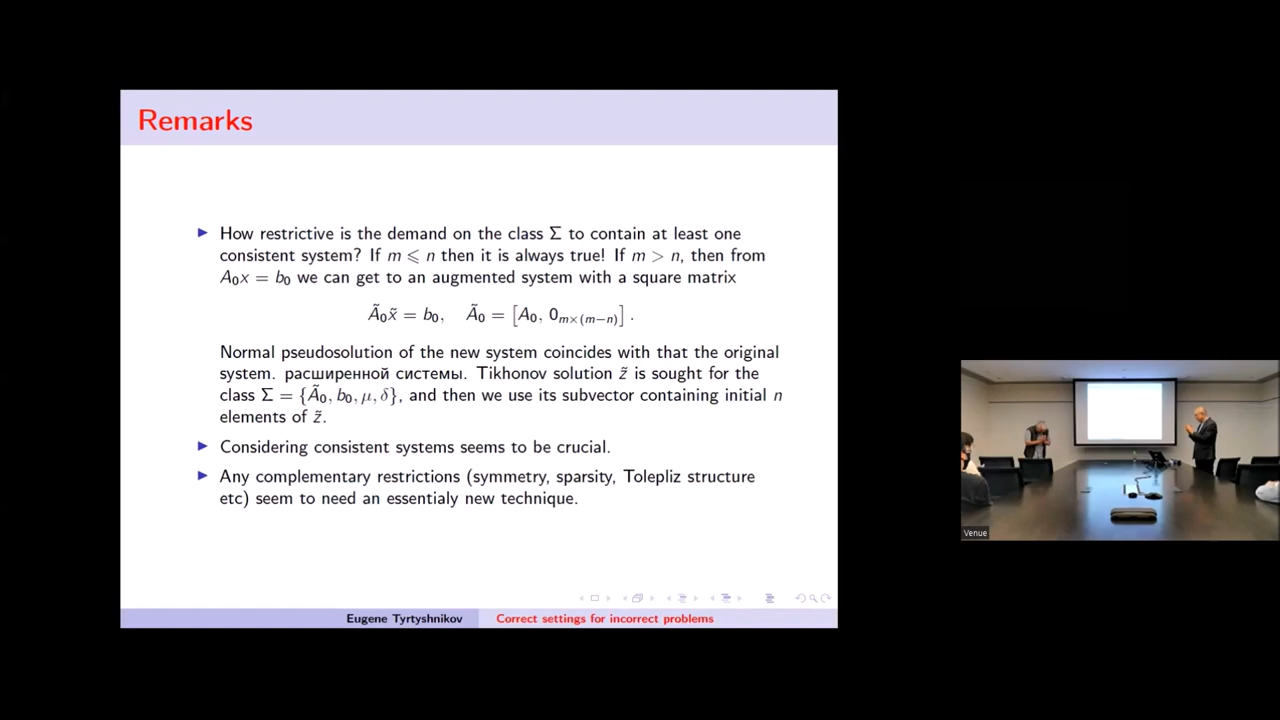 Remarks
How restrictive is the demand on the class Σ to contain at least one
consistent system? If m ⩽ n then it is always true! If m > n, then from
A₀x = b₀ we can get to an augmented system with a square matrix
Ã₀x̃ = b₀, Ã₀ = [A₀, 0ₘₓ₍ₘ₋ₙ₎] .
Normal pseudosolution of the new system coincides with that the original
system. расширенной системы. Tikhonov solution z̃ is sought for the
class Σ = {Ã₀, b₀, μ, δ}, and then we use its subvector containing initial n
elements of z̃.
Considering consistent systems seems to be crucial.
Any complementary restrictions (symmetry, sparsity, Tolepliz structure
etc) seem to need an essentialy new technique.
Eugene Tyrtyshnikov Correct settings for incorrect problems
Venue